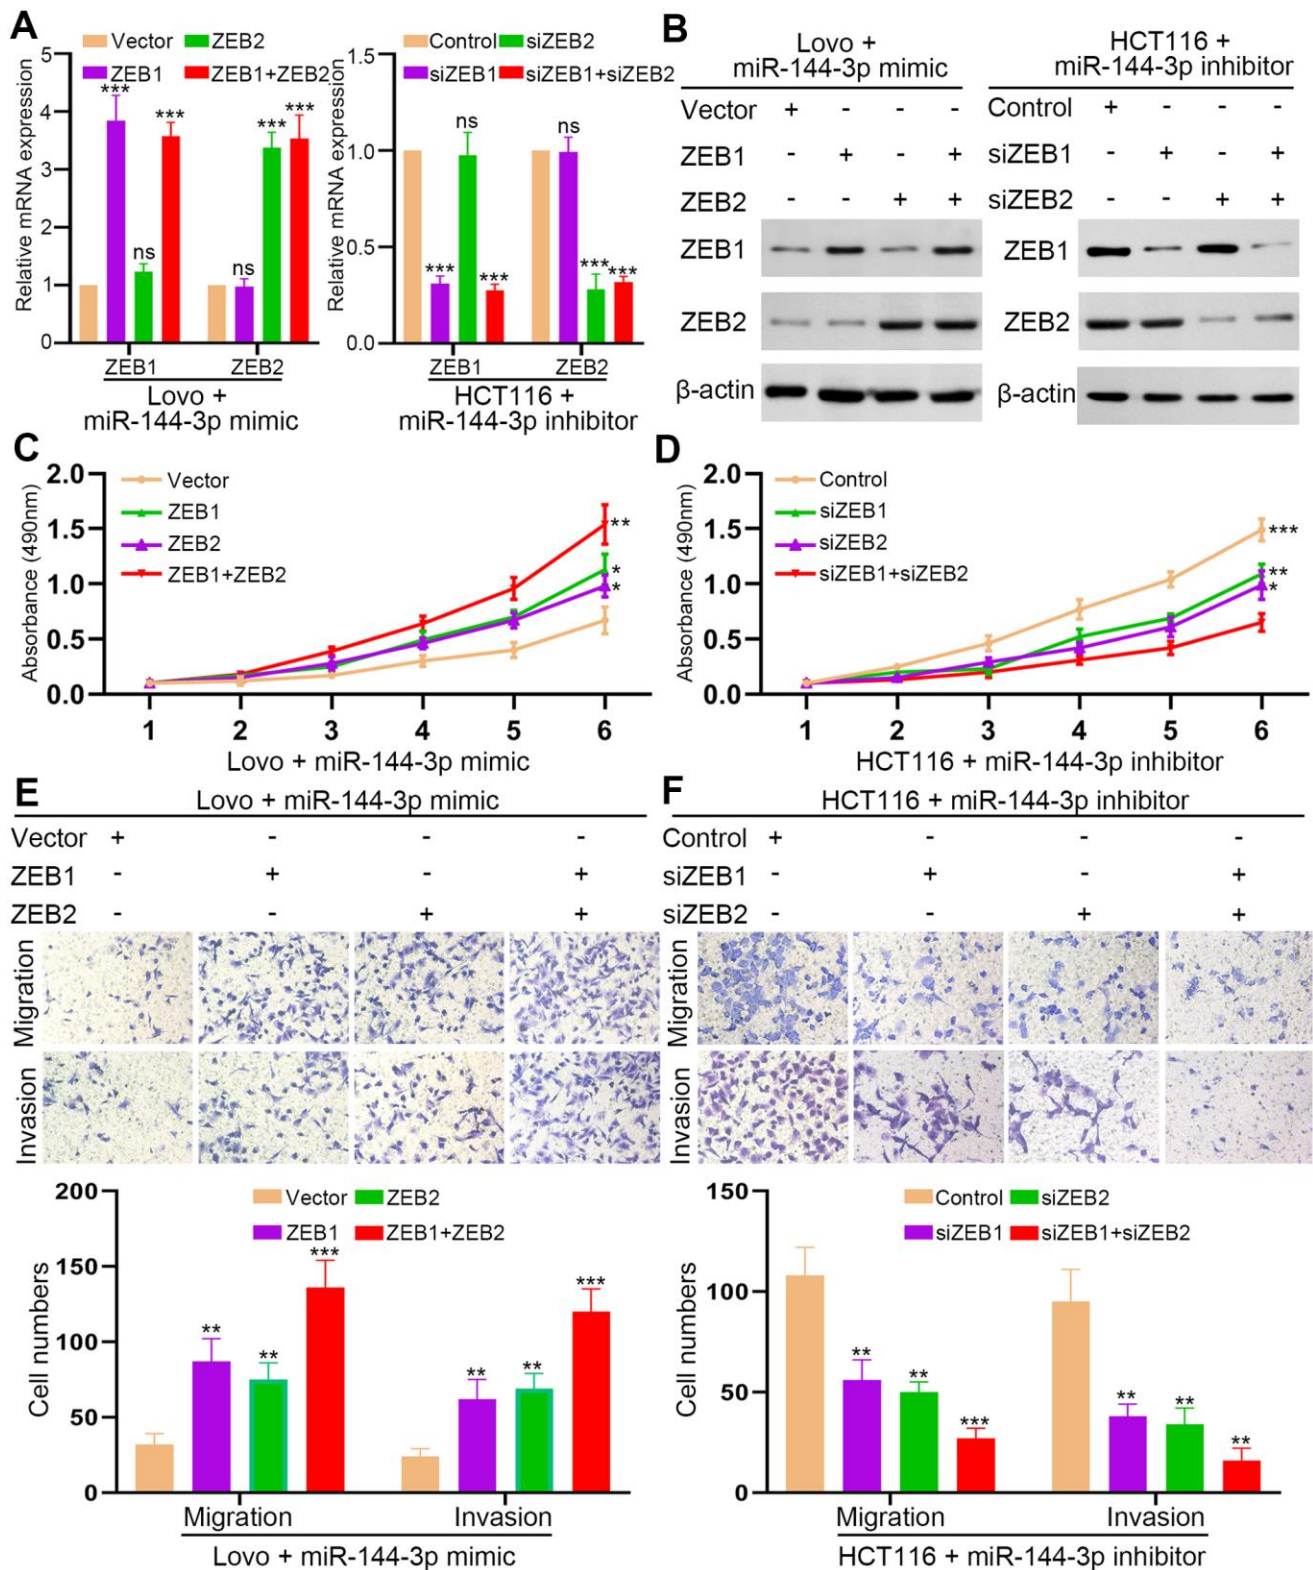 A
Vector ZEB2
ZEB1 ZEB1+ZEB2
Relative mRNA expression
5
4
3
2
1
0
*** ns *** ns *** ***
ZEB1 ZEB2
Lovo +
miR-144-3p mimic
Control siZEB2
siZEB1 siZEB1+siZEB2
Relative mRNA expression
1.5
1.0
0.5
0.0
*** ns *** ns *** ***
ZEB1 ZEB2
HCT116 +
miR-144-3p inhibitor
B
Lovo +
miR-144-3p mimic
Vector + - - -
ZEB1 - + - +
ZEB2 - - + +
ZEB1
ZEB2
β-actin
HCT116 +
miR-144-3p inhibitor
Control + - - -
siZEB1 - + - +
siZEB2 - - + +
ZEB1
ZEB2
β-actin
C
Vector
ZEB1
ZEB2
ZEB1+ZEB2
Absorbance (490nm)
2.0
1.5
1.0
0.5
0.0
**
*
*
1 2 3 4 5 6
Lovo + miR-144-3p mimic
D
Control
siZEB1
siZEB2
siZEB1+siZEB2
Absorbance (490nm)
2.0
1.5
1.0
0.5
0.0
***
**
*
1 2 3 4 5 6
HCT116 + miR-144-3p inhibitor
E
Lovo + miR-144-3p mimic
Vector + - - -
ZEB1 - + - +
ZEB2 - - + +
Migration
Invasion
Vector ZEB2
ZEB1 ZEB1+ZEB2
Cell numbers
200
150
100
50
0
** ** *** ** ** ***
Migration Invasion
Lovo + miR-144-3p mimic
F
HCT116 + miR-144-3p inhibitor
Control + - - -
siZEB1 - + - +
siZEB2 - - + +
Migration
Invasion
Control siZEB2
siZEB1 siZEB1+siZEB2
Cell numbers
150
100
50
0
** ** *** ** ** **
Migration Invasion
HCT116 + miR-144-3p inhibitor